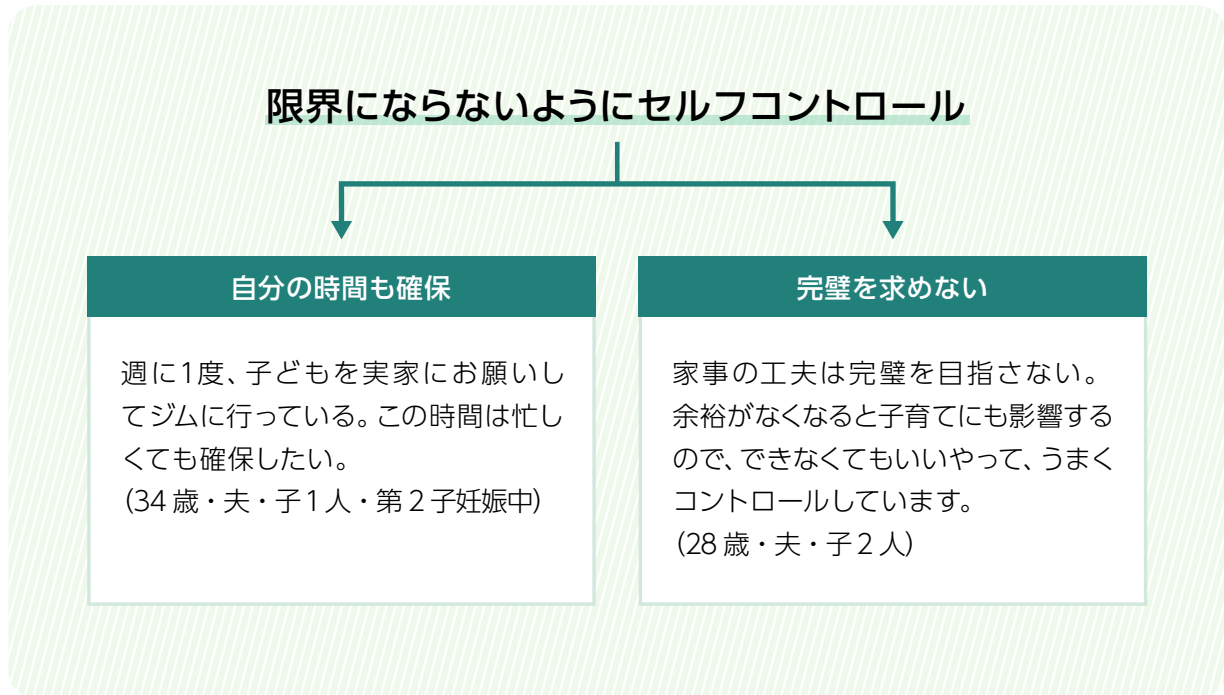 限界にならないようにセルフコントロール
自分の時間も確保
週に1度、子どもを実家にお願いし
てジムに行っている。この時間は忙し
くても確保したい。
（34歳・夫・子1人・第2子妊娠中）
完璧を求めない
家事の工夫は完璧を目指さない。
余裕がなくなると子育てにも影響する
ので、できなくてもいいやって、うまく
コントロールしています。
（28歳・夫・子2人）